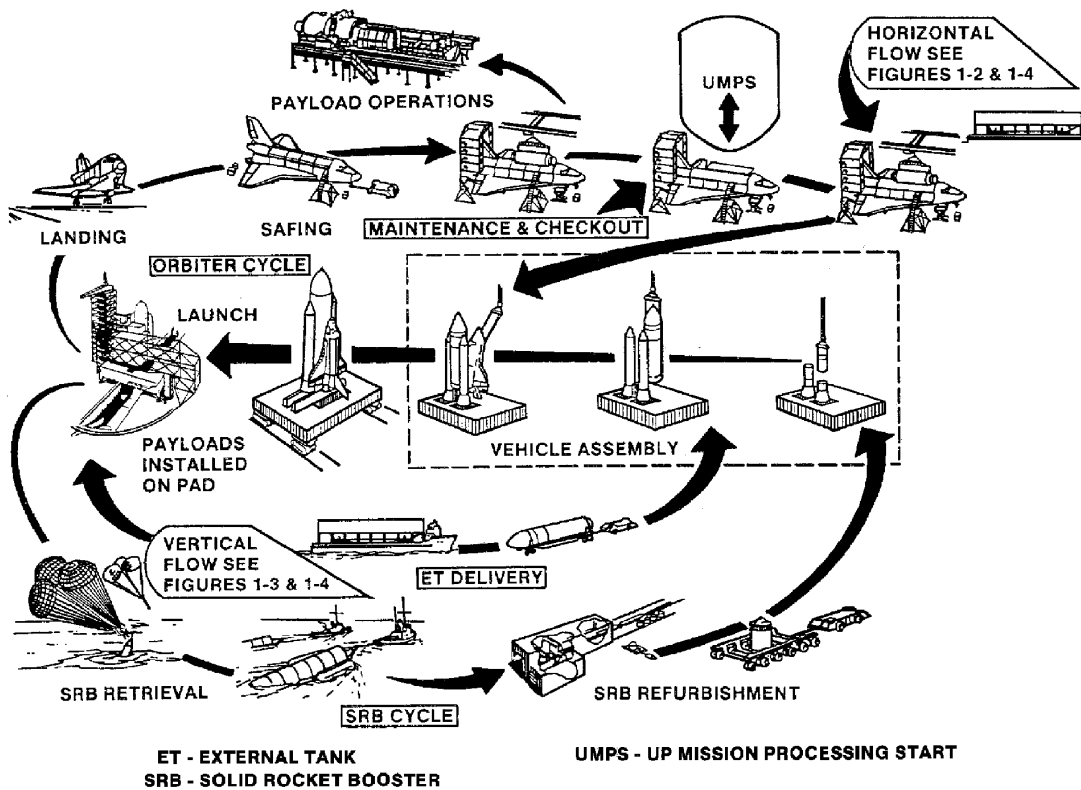 HORIZONTAL
FLOW SEE
FIGURES 1-2 & 1-4
UMPS
PAYLOAD OPERATIONS
LANDING
SAFING
MAINTENANCE & CHECKOUT
ORBITER CYCLE
LAUNCH
VEHICLE ASSEMBLY
PAYLOADS
INSTALLED
ON PAD
VERTICAL
FLOW SEE
FIGURES 1-3 & 1-4
ET DELIVERY
SRB RETRIEVAL
SRB REFURBISHMENT
SRB CYCLE
ET - EXTERNAL TANK
SRB - SOLID ROCKET BOOSTER
UMPS - UP MISSION PROCESSING START